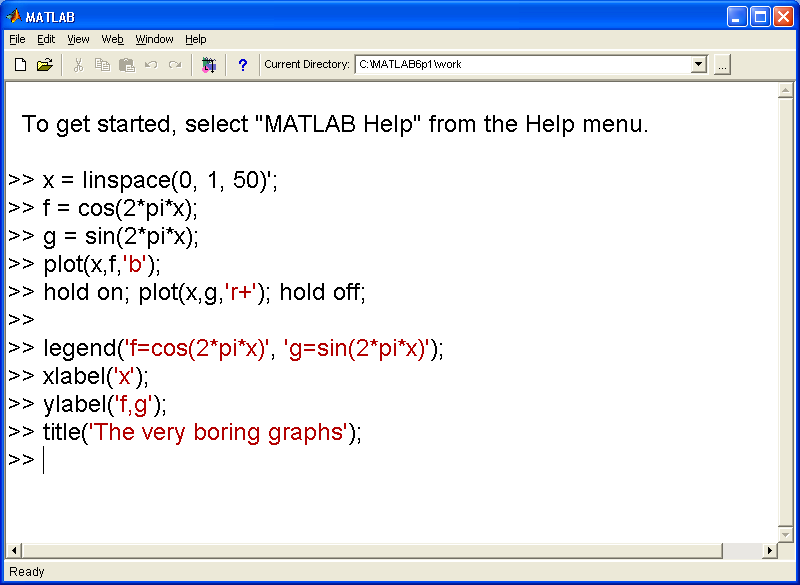 MATLAB
File Edit View Web Window Help
? Current Directory: C:\MATLAB6p1\work ...
To get started, select "MATLAB Help" from the Help menu.
>> x = linspace(0, 1, 50)';
>> f = cos(2*pi*x);
>> g = sin(2*pi*x);
>> plot(x,f,'b');
>> hold on; plot(x,g,'r+'); hold off;
>>
>> legend('f=cos(2*pi*x)', 'g=sin(2*pi*x)');
>> xlabel('x');
>> ylabel('f,g');
>> title('The very boring graphs');
>>
Ready